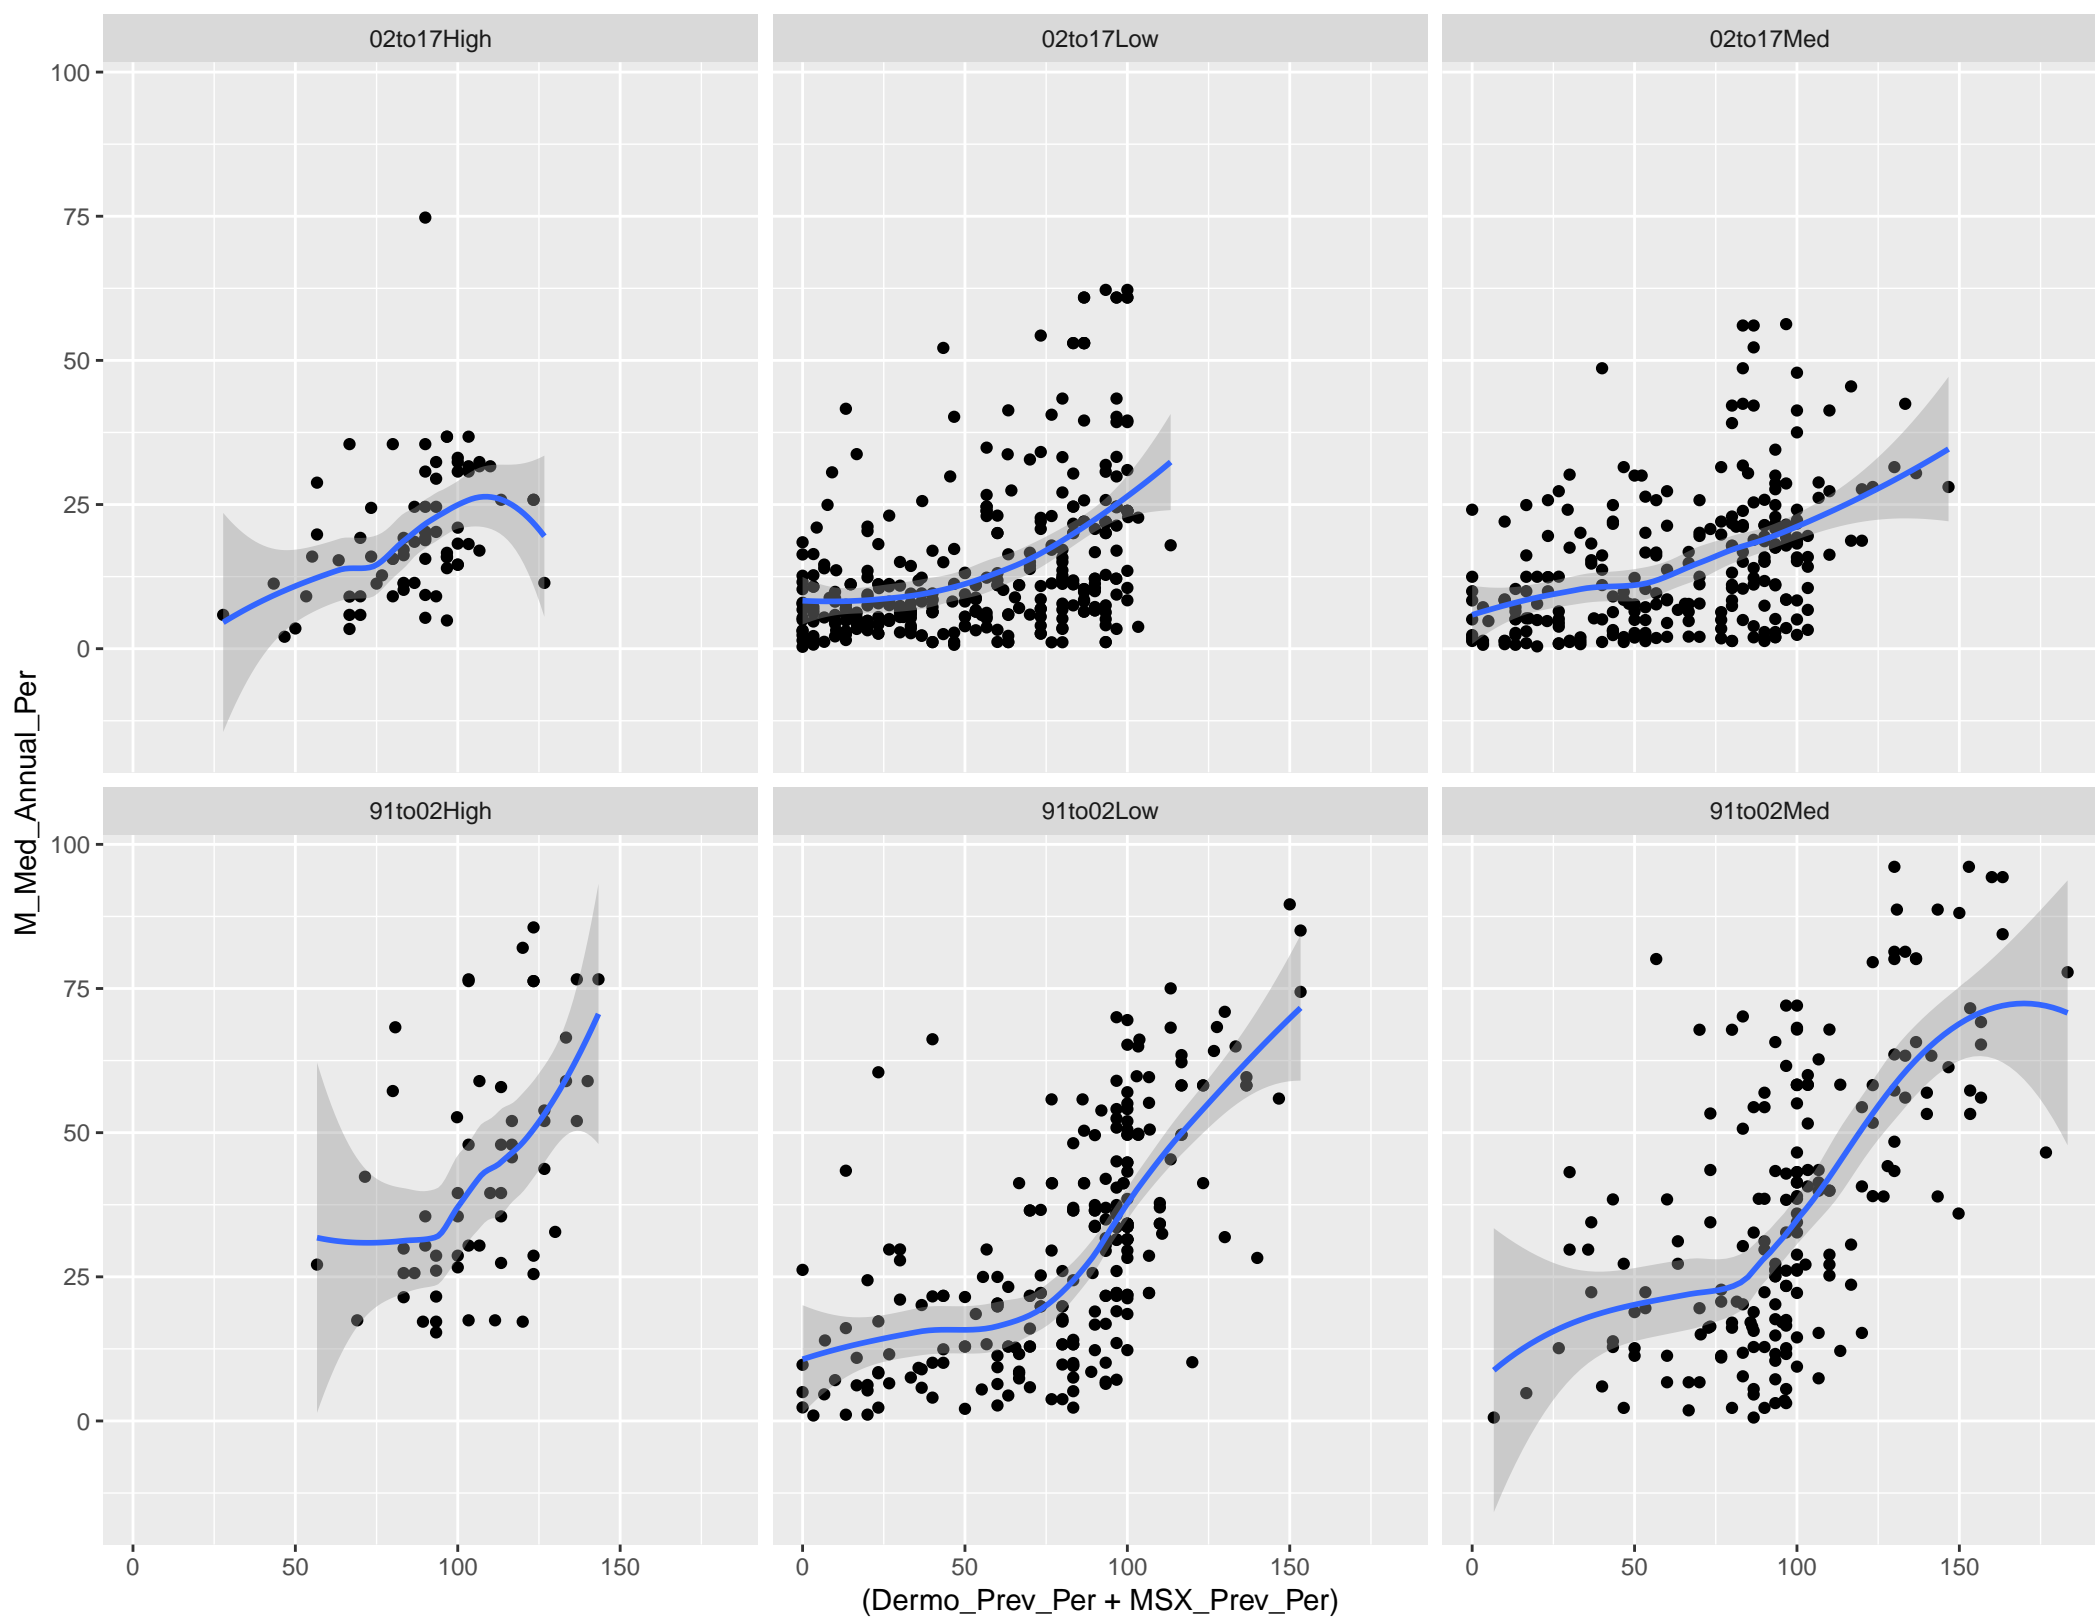 02to17High 02to17Low 02to17Med
100
75
50
25
0
91to02High 91to02Low 91to02Med
100
75
50
25
0
0 50 100 150 0 50 100 150 0 50 100 150
(Dermo_Prev_Per + MSX_Prev_Per)
M_Med_Annual_Per